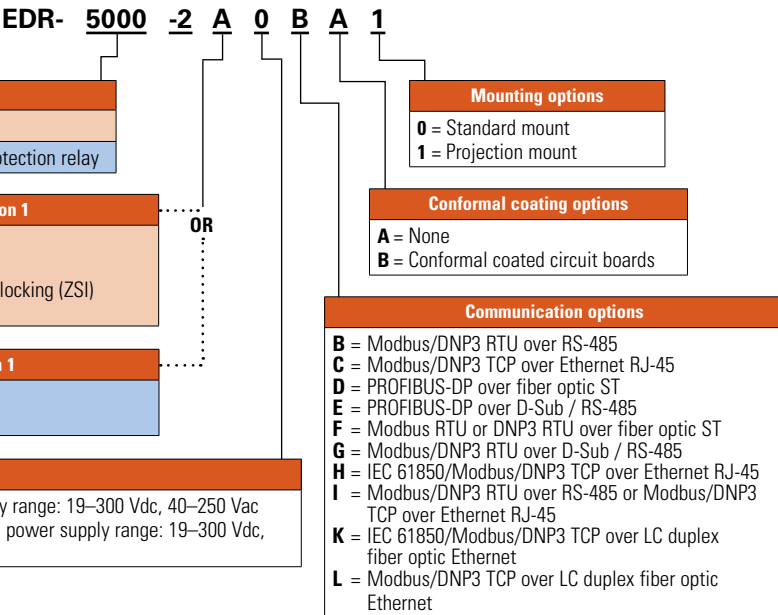 EDR- 5000 -2 A 0 B A 1
Mounting options
0 = Standard mount
1 = Projection mount
otection relay
on 1
OR
locking (ZSI)
Conformal coating options
A = None
B = Conformal coated circuit boards
n 1
Communication options
B = Modbus/DNP3 RTU over RS-485
C = Modbus/DNP3 TCP over Ethernet RJ-45
D = PROFIBUS-DP over fiber optic ST
E = PROFIBUS-DP over D-Sub / RS-485
F = Modbus RTU or DNP3 RTU over fiber optic ST
G = Modbus/DNP3 RTU over D-Sub / RS-485
H = IEC 61850/Modbus/DNP3 TCP over Ethernet RJ-45
I = Modbus/DNP3 RTU over RS-485 or Modbus/DNP3
TCP over Ethernet RJ-45
K = IEC 61850/Modbus/DNP3 TCP over LC duplex
fiber optic Ethernet
L = Modbus/DNP3 TCP over LC duplex fiber optic
Ethernet
y range: 19–300 Vdc, 40–250 Vac
power supply range: 19–300 Vdc,